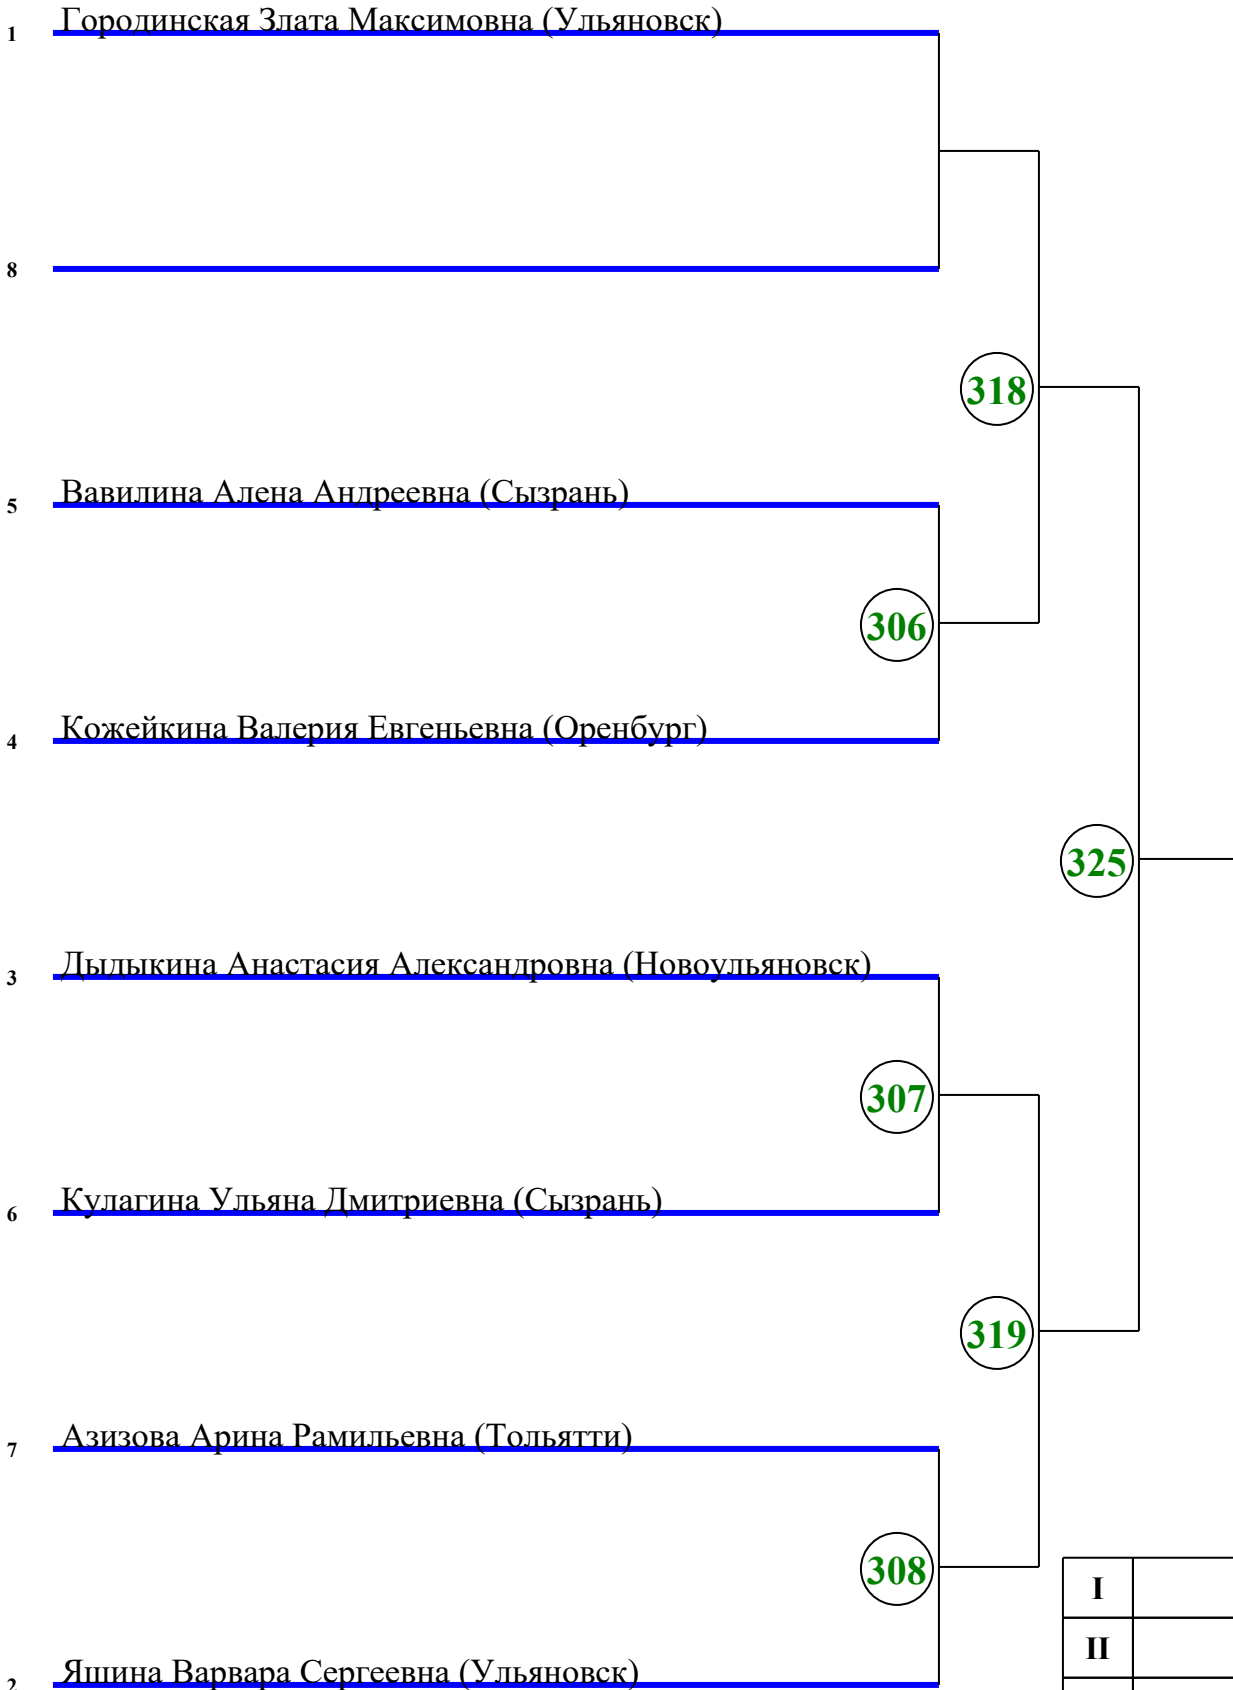 1 Городинская Злата Максимовна (Ульяновск)
8
318
5 Вавилина Алена Андреевна (Сызрань)
306
4 Кожейкина Валерия Евгеньевна (Оренбург)
325
3 Дыдыкина Анастасия Александровна (Новоульяновск)
307
6 Кулагина Ульяна Дмитриевна (Сызрань)
319
7 Азизова Арина Рамильевна (Тольятти)
308
I
II
2 Яшина Варвара Сергеевна (Ульяновск)